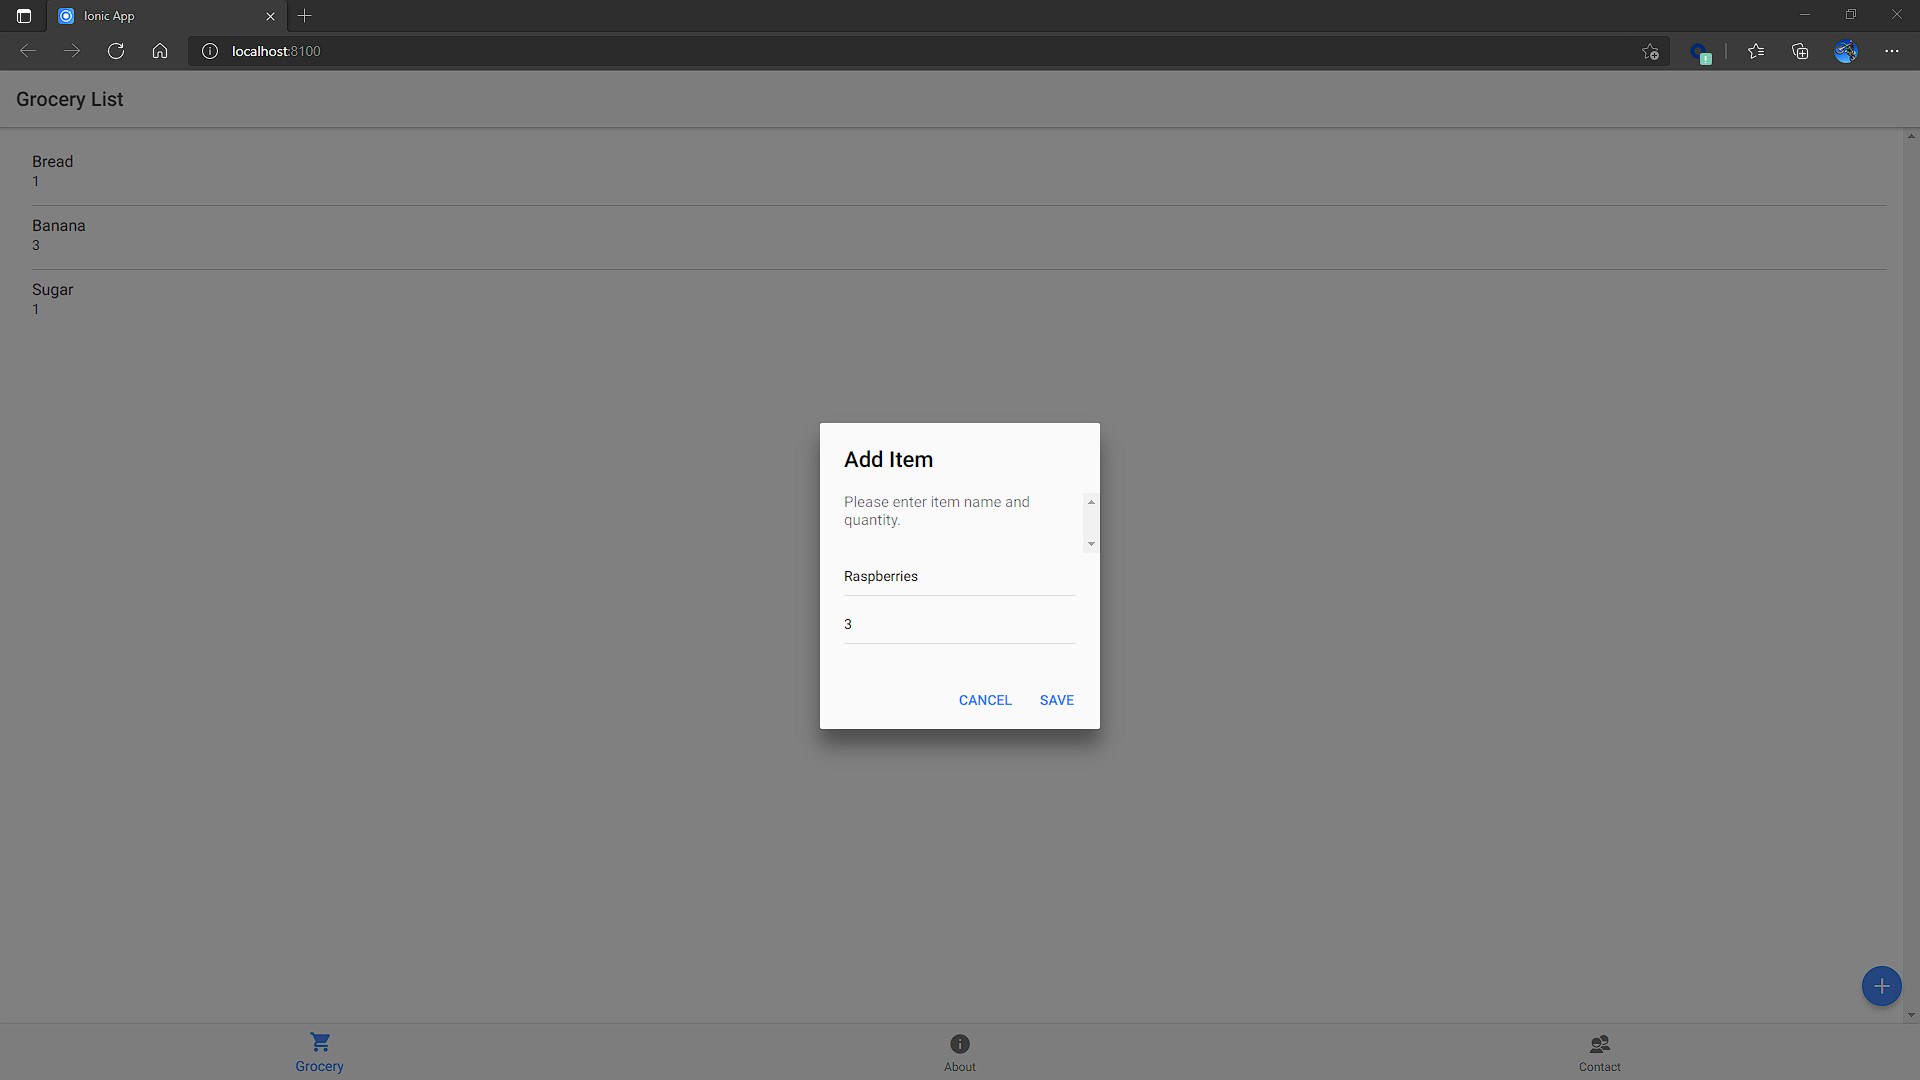 Ionic App
localhost:8100
Grocery List
Bread
1
Banana
3
Sugar
1
Add Item
Please enter item name and
quantity.
Raspberries
3
CANCEL SAVE
Grocery
About
Contact